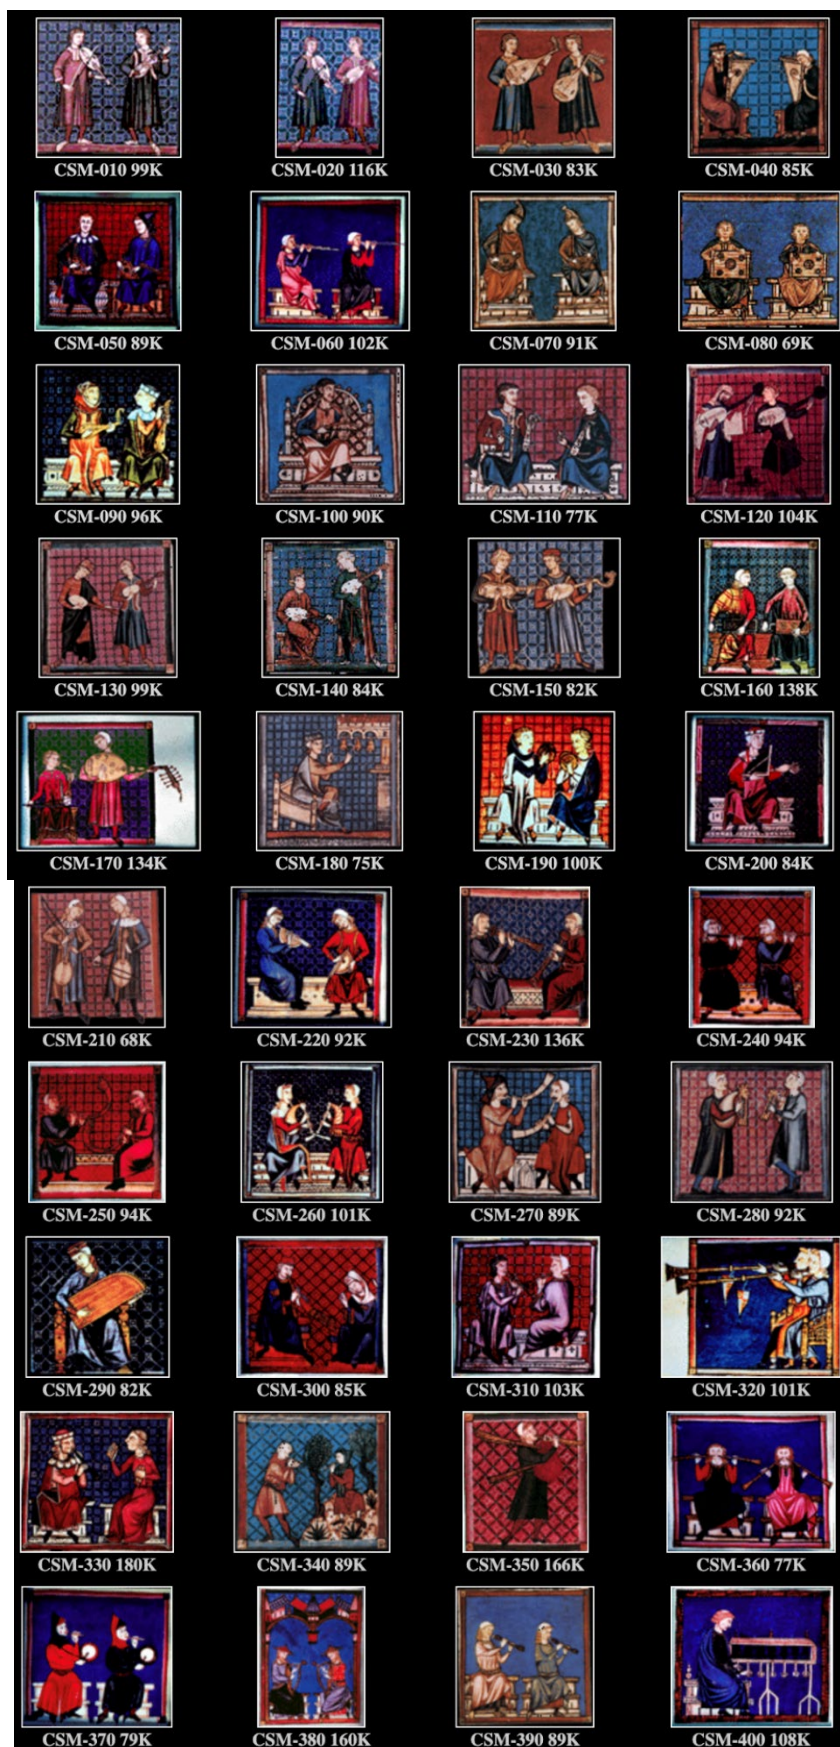 CSM-010 99K
CSM-020 116K
CSM-030 83K
CSM-040 85K
CSM-050 89K
CSM-060 102K
CSM-070 91K
CSM-080 69K
CSM-090 96K
CSM-100 90K
CSM-110 77K
CSM-120 104K
CSM-130 99K
CSM-140 84K
CSM-150 82K
CSM-160 138K
CSM-170 134K
CSM-180 75K
CSM-190 100K
CSM-200 84K
CSM-210 68K
CSM-220 92K
CSM-230 136K
CSM-240 94K
CSM-250 94K
CSM-260 101K
CSM-270 89K
CSM-280 92K
CSM-290 82K
CSM-300 85K
CSM-310 103K
CSM-320 101K
CSM-330 180K
CSM-340 89K
CSM-350 166K
CSM-360 77K
CSM-370 79K
CSM-380 160K
CSM-390 89K
CSM-400 108K